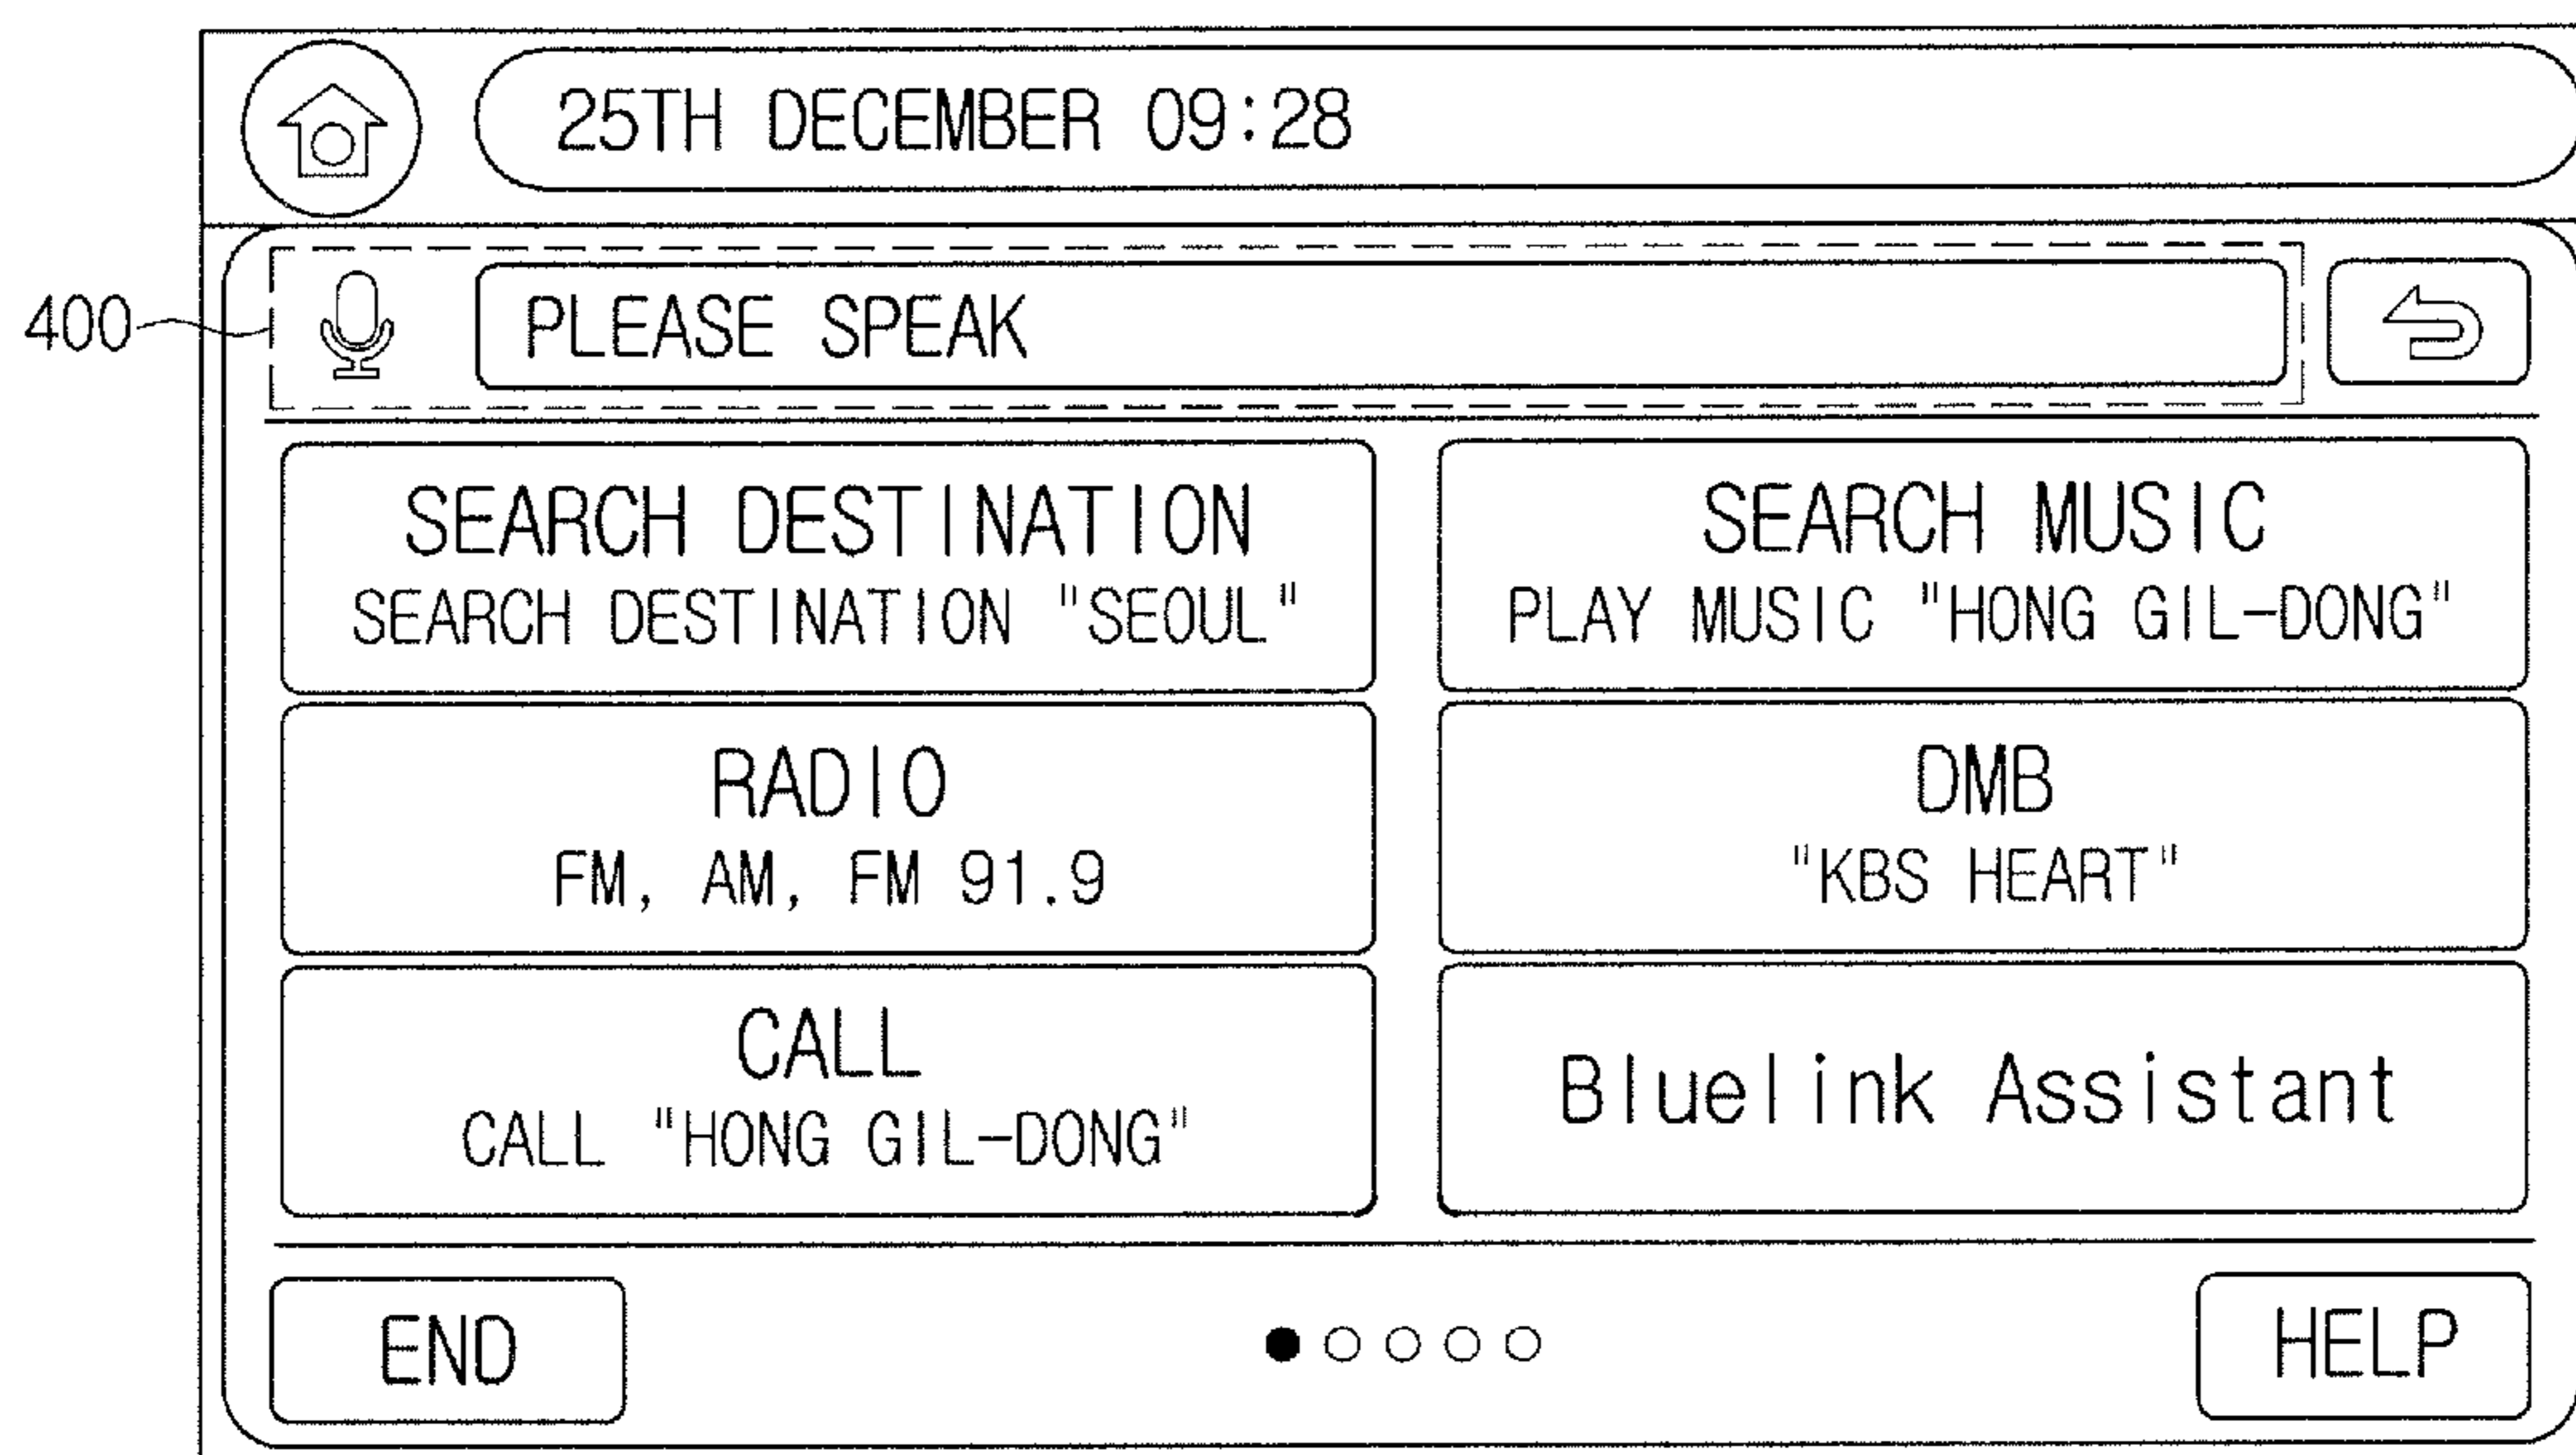 25TH DECEMBER 09:28
400
PLEASE SPEAK
SEARCH DESTINATION
SEARCH DESTINATION "SEOUL"
SEARCH MUSIC
PLAY MUSIC "HONG GIL-DONG"
RADIO
FM, AM, FM 91.9
DMB
"KBS HEART"
CALL
CALL "HONG GIL-DONG"
Bluelink Assistant
END
HELP